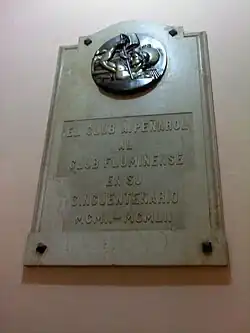 EL CLUB A. PEÑAROL
AL
CLUB FLUMINENSE
EN SU
CINCUENTENARIO
MCMII - MCMLII